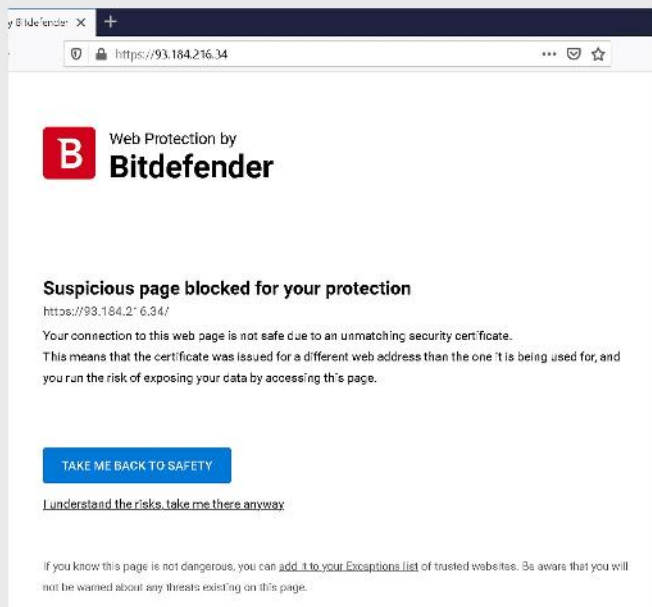 y Bitdefender × +
https://93.184.216.34
B
Web Protection by
Bitdefender
Suspicious page blocked for your protection
https://93.184.216.34/
Your connection to this web page is not safe due to an unmatching security certificate.
This means that the certificate was issued for a different web address than the one it is being used for, and
you run the risk of exposing your data by accessing this page.
TAKE ME BACK TO SAFETY
I understand the risks, take me there anyway
If you know this page is not dangerous, you can add it to your Exceptions list of trusted websites. Be aware that you will
not be warned about any threats existing on this page.